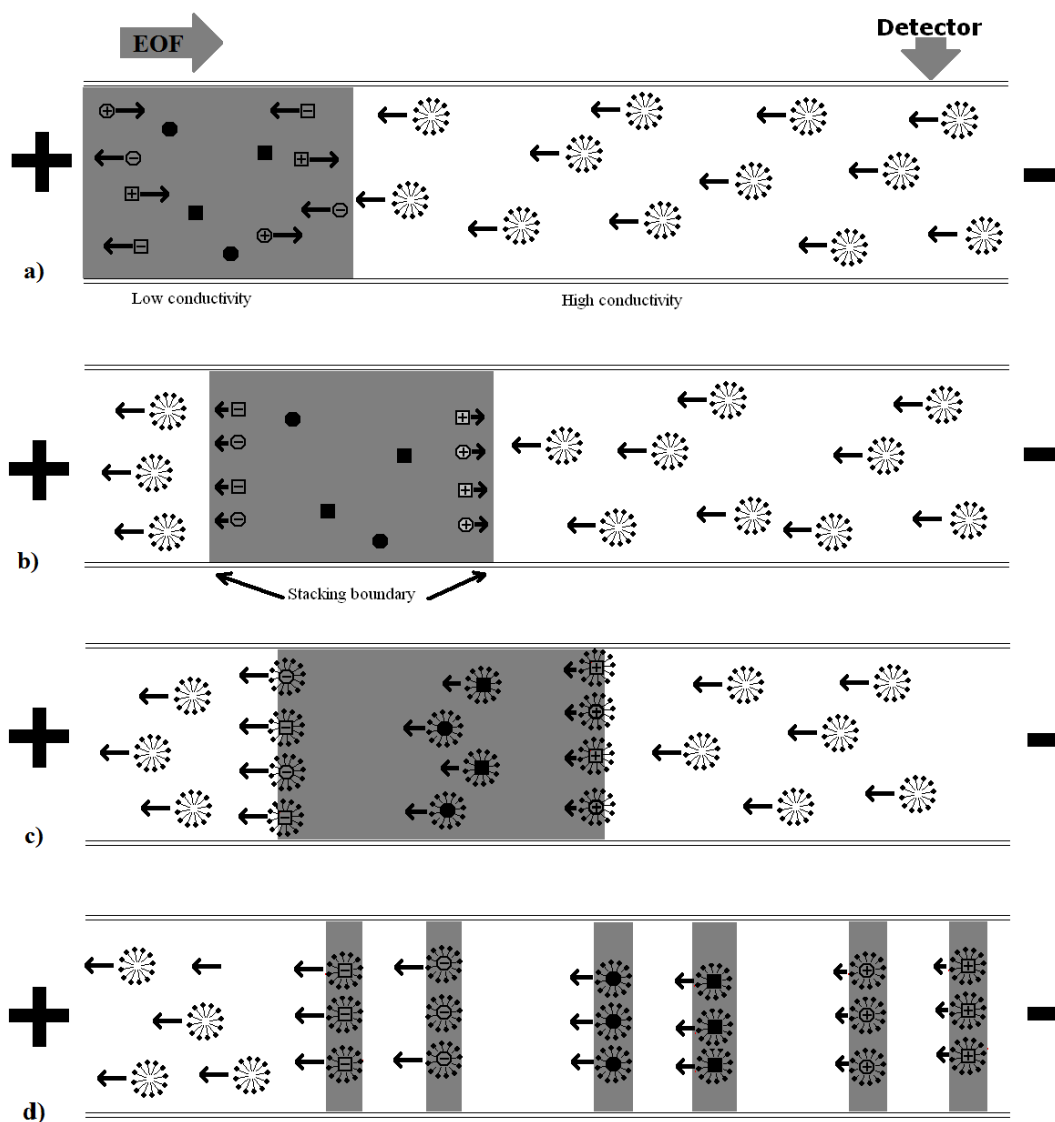 EOF
Detector
a)
Low conductivity
High conductivity
b)
Stacking boundary
c)
d)